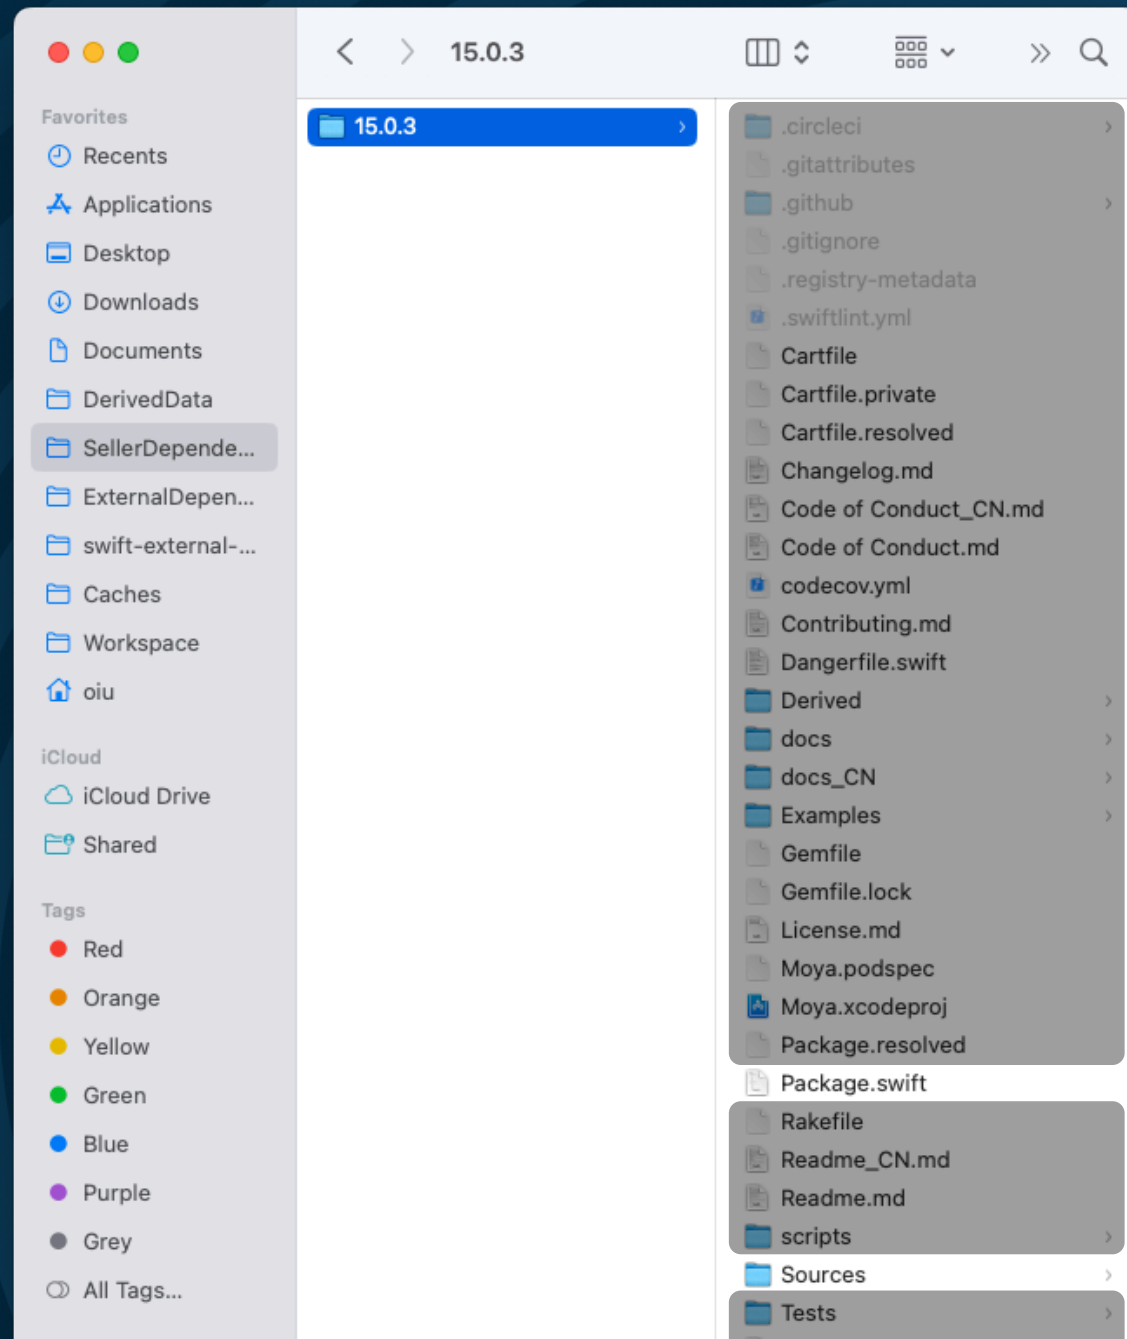 15.0.3
Favorites
Recents
Applications
Desktop
Downloads
Documents
DerivedData
SellerDepende...
ExternalDepen...
swift-external-...
Caches
Workspace
oiu
iCloud
iCloud Drive
Shared
Tags
Red
Orange
Yellow
Green
Blue
Purple
Grey
All Tags...
15.0.3
.circleci
.gitattributes
.github
.gitignore
.registry-metadata
.swiftlint.yml
Cartfile
Cartfile.private
Cartfile.resolved
Changelog.md
Code of Conduct_CN.md
Code of Conduct.md
codecov.yml
Contributing.md
Dangerfile.swift
Derived
docs
docs_CN
Examples
Gemfile
Gemfile.lock
License.md
Moya.podspec
Moya.xcodeproj
Package.resolved
Package.swift
Rakefile
Readme_CN.md
Readme.md
scripts
Sources
Tests